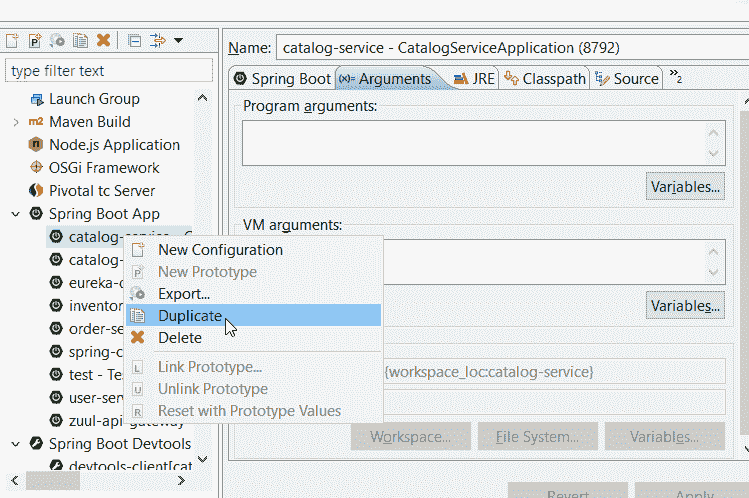 Name: catalog-service - CatalogServiceApplication (8792)
type filter text
Spring Boot (x)= Arguments JRE Classpath Source »2
Launch Group
Maven Build
Node.js Application
OSGi Framework
Pivotal tc Server
Spring Boot App
catalog-service - C
catalog-
eureka-
inventor
order-se
spring-c
test - Te
user-serv
zuul-api-gateway
Spring Boot Devtools
devtools-client[cat
Program arguments:
Variables...
VM arguments:
Variables...
{workspace_loc:catalog-service}
Workspace... File System... Variables...
Revert Apply
New Configuration
New Prototype
Export...
Duplicate
Delete
Link Prototype...
Unlink Prototype
Reset with Prototype Values